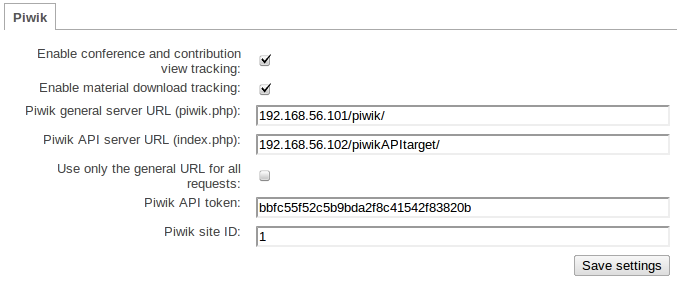 Piwik
Enable conference and contribution
view tracking:
Enable material download tracking:
Piwik general server URL (piwik.php):
192.168.56.101/piwik/
Piwik API server URL (index.php):
192.168.56.102/piwikAPItarget/
Use only the general URL for all
requests:
Piwik API token:
bbfc55f52c5b9bda2f8c41542f83820b
Piwik site ID:
1
Save settings